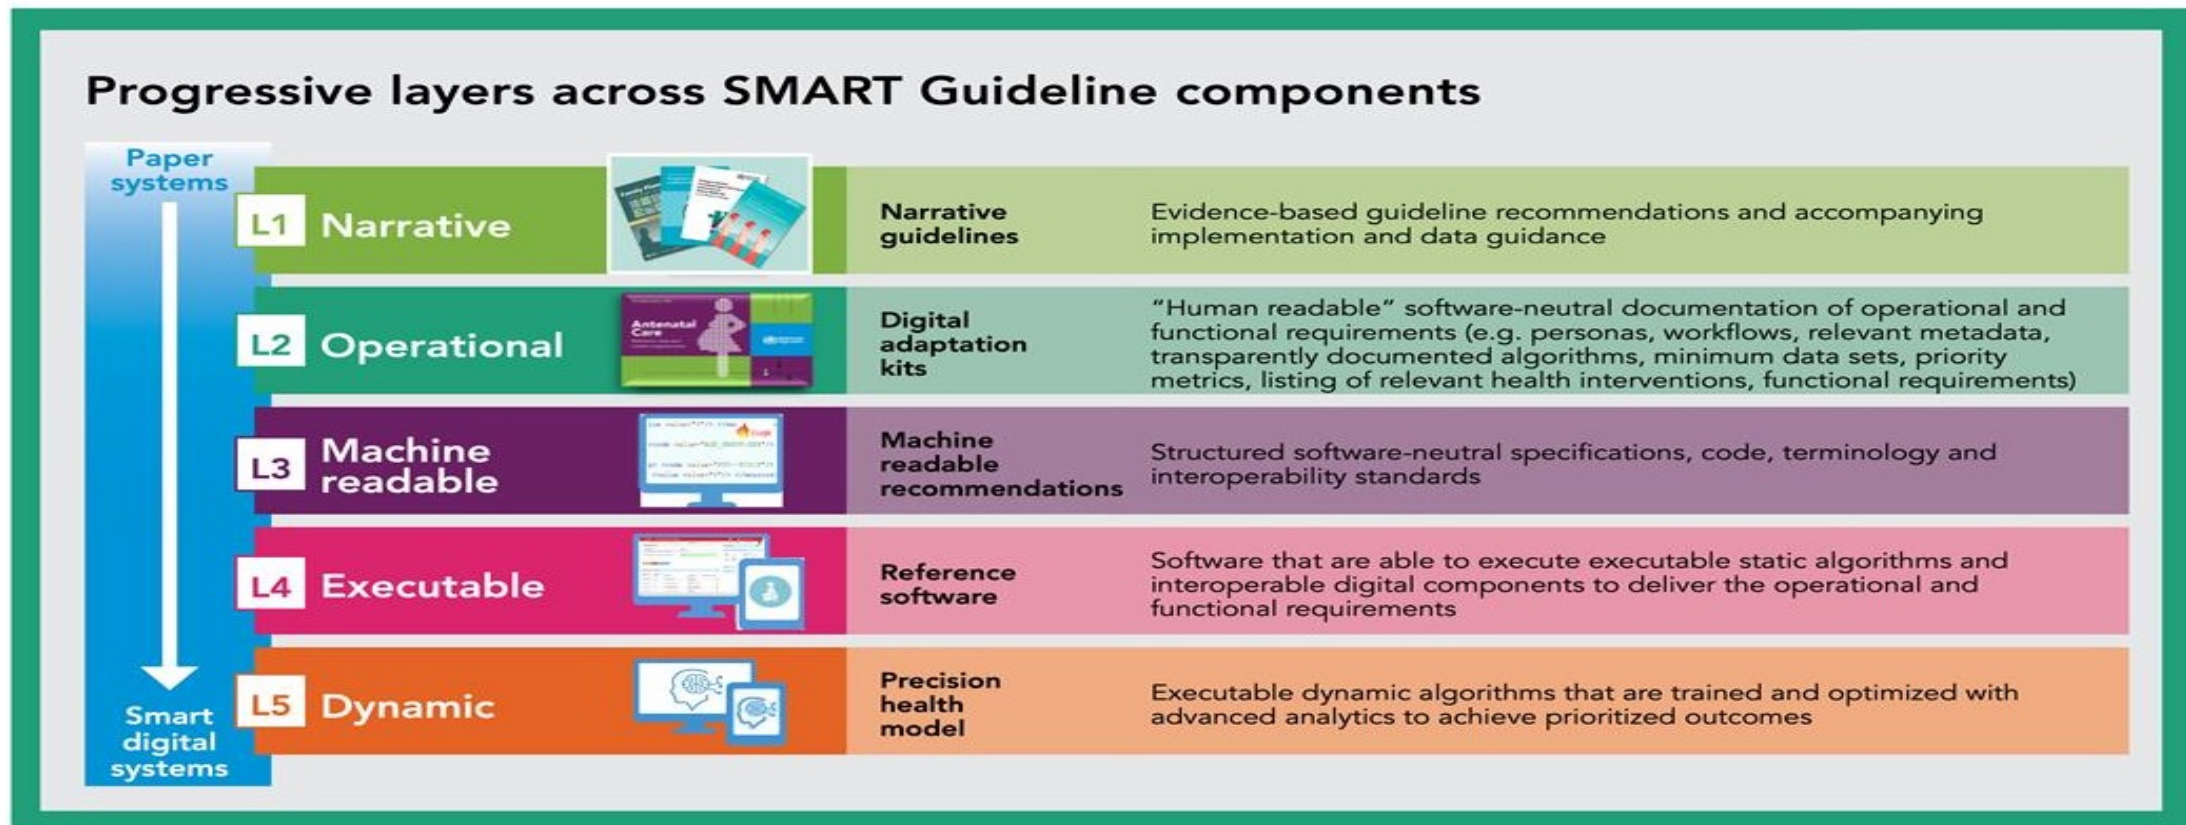 Progressive layers across SMART Guideline components
Paper
systems
L1
Narrative
Narrative
guidelines
Evidence-based guideline recommendations and accompanying
implementation and data guidance
L2
Operational
Antenatal
Care
Digital
adaptation
kits
“Human readable” software-neutral documentation of operational and
functional requirements (e.g. personas, workflows, relevant metadata,
transparently documented algorithms, minimum data sets, priority
metrics, listing of relevant health interventions, functional requirements)
L3
Machine
readable
Machine
readable
recommendations
Structured software-neutral specifications, code, terminology and
interoperability standards
L4
Executable
Reference
software
Software that are able to execute executable static algorithms and
interoperable digital components to deliver the operational and
functional requirements
L5
Dynamic
Precision
health
model
Executable dynamic algorithms that are trained and optimized with
advanced analytics to achieve prioritized outcomes
Smart
digital
systems